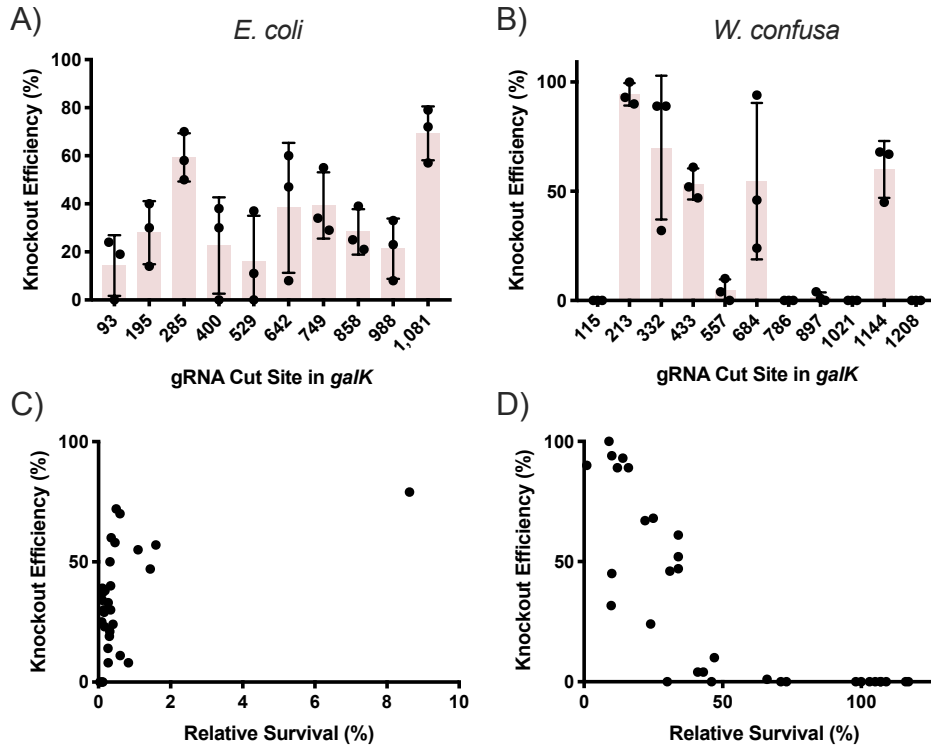 A)
E. coli
Knockout Efficiency (%)
100
80
60
40
20
0
93
195
285
400
529
642
749
858
988
1,081
gRNA Cut Site in galK
B)
W. confusa
Knockout Efficiency (%)
100
50
0
115
213
332
433
557
684
786
897
1021
1144
1208
gRNA Cut Site in galK
C)
Knockout Efficiency (%)
100
50
0
0 2 4 6 8 10
Relative Survival (%)
D)
Knockout Efficiency (%)
100
50
0
0 50 100
Relative Survival (%)